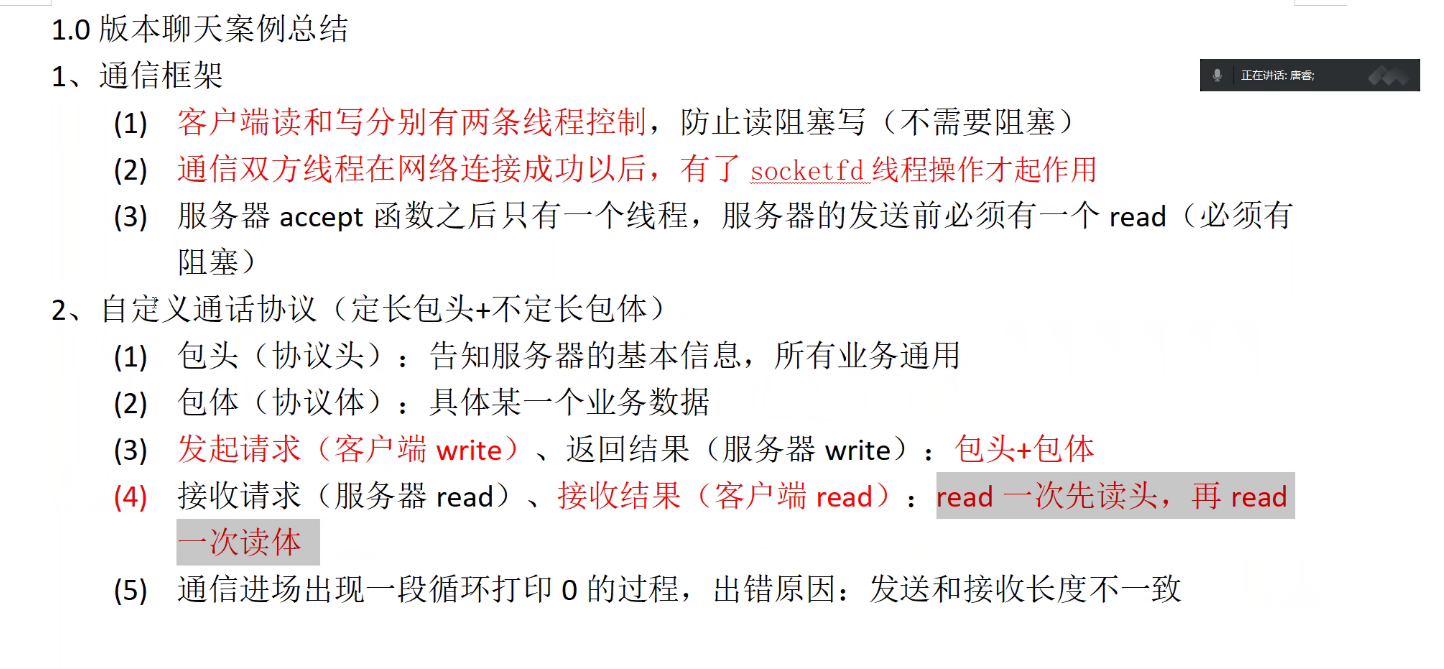 1.0 版本聊天案例总结
1、通信框架
正在讲话: 唐客;
(1) 客户端读和写分别有两条线程控制，防止读阻塞写（不需要阻塞）
(2) 通信双方线程在网络连接成功以后，有了 socketfd 线程操作才起作用
(3) 服务器 accept 函数之后只有一个线程，服务器的发送前必须有一个 read（必须有
阻塞）
2、自定义通话协议（定长包头+不定长包体）
(1) 包头（协议头）：告知服务器的基本信息，所有业务通用
(2) 包体（协议体）：具体某一个业务数据
(3) 发起请求（客户端 write）、返回结果（服务器 write）：包头+包体
(4) 接收请求（服务器 read）、接收结果（客户端 read）：read 一次先读头，再 read
一次读体
(5) 通信进场出现一段循环打印 0 的过程，出错原因：发送和接收长度不一致